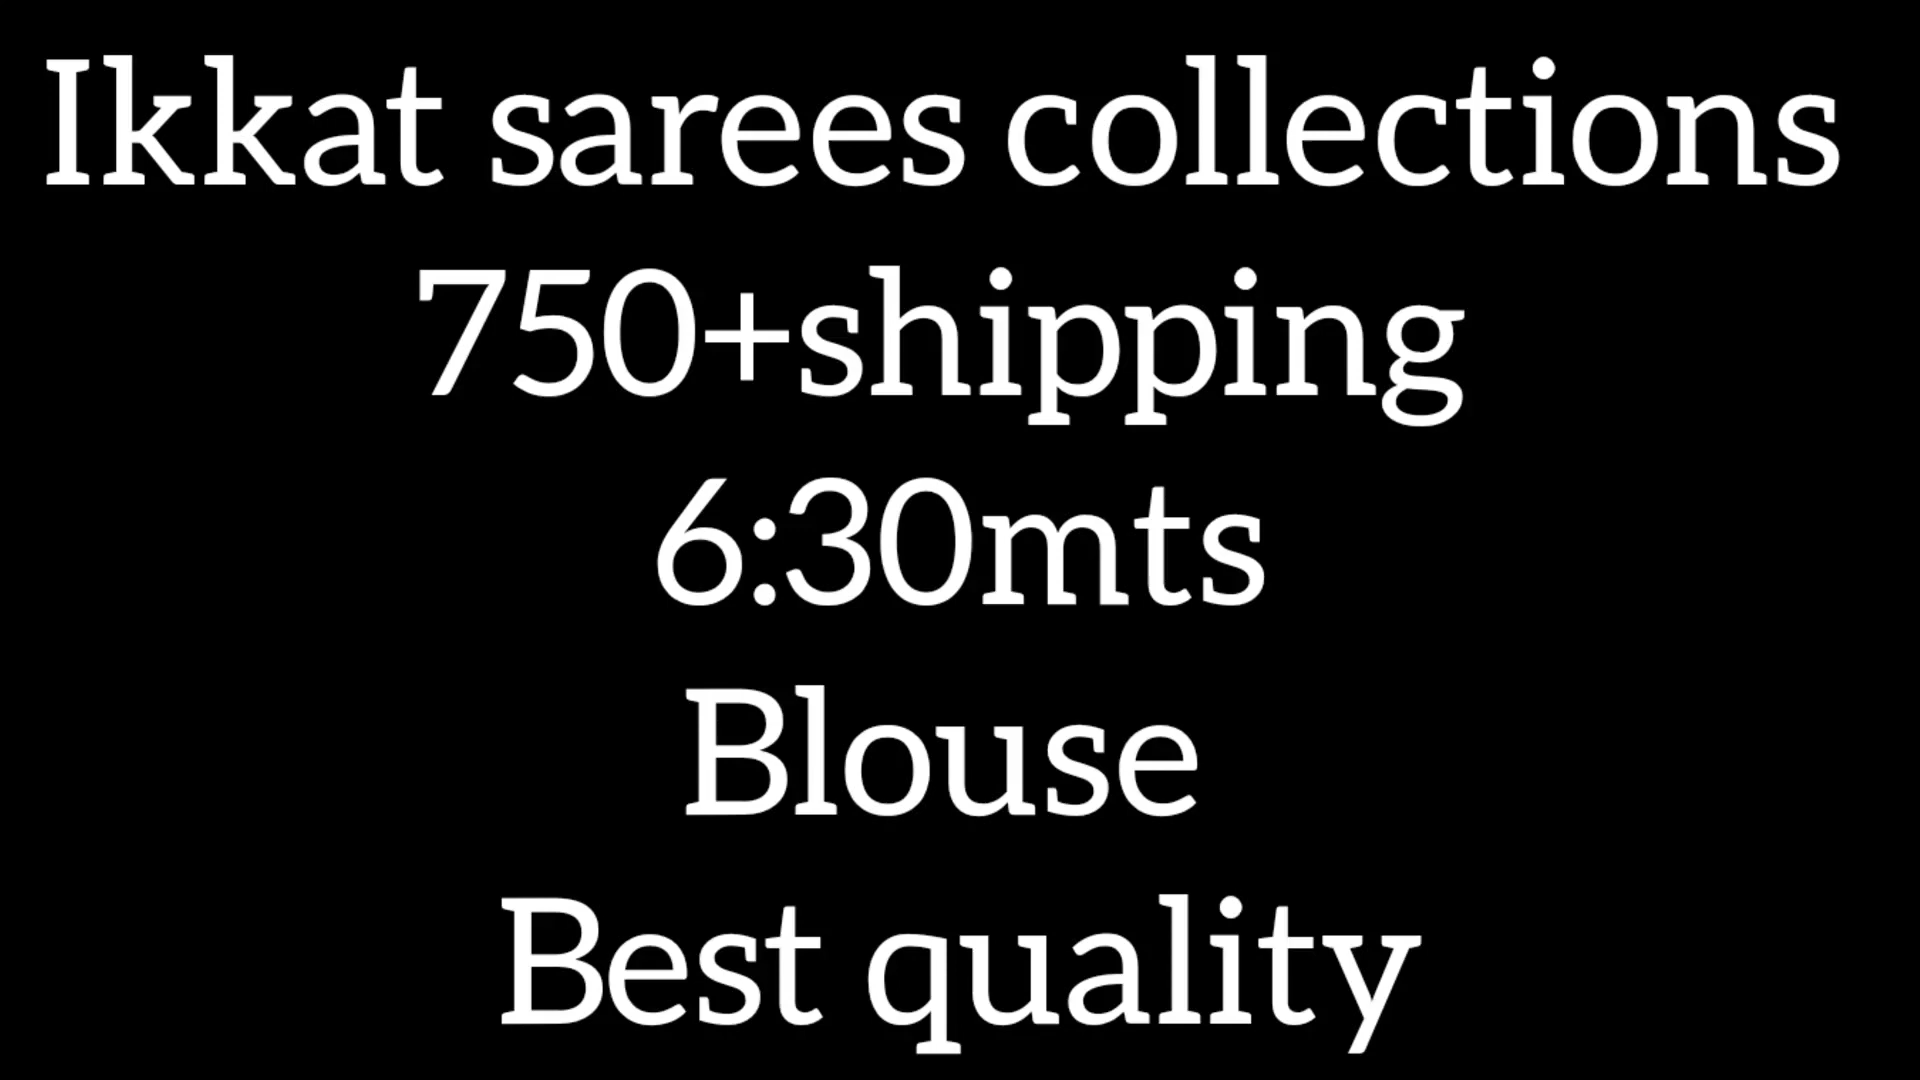 Ikkat sarees collections
750+shipping
6:30mts
Blouse
Best quality